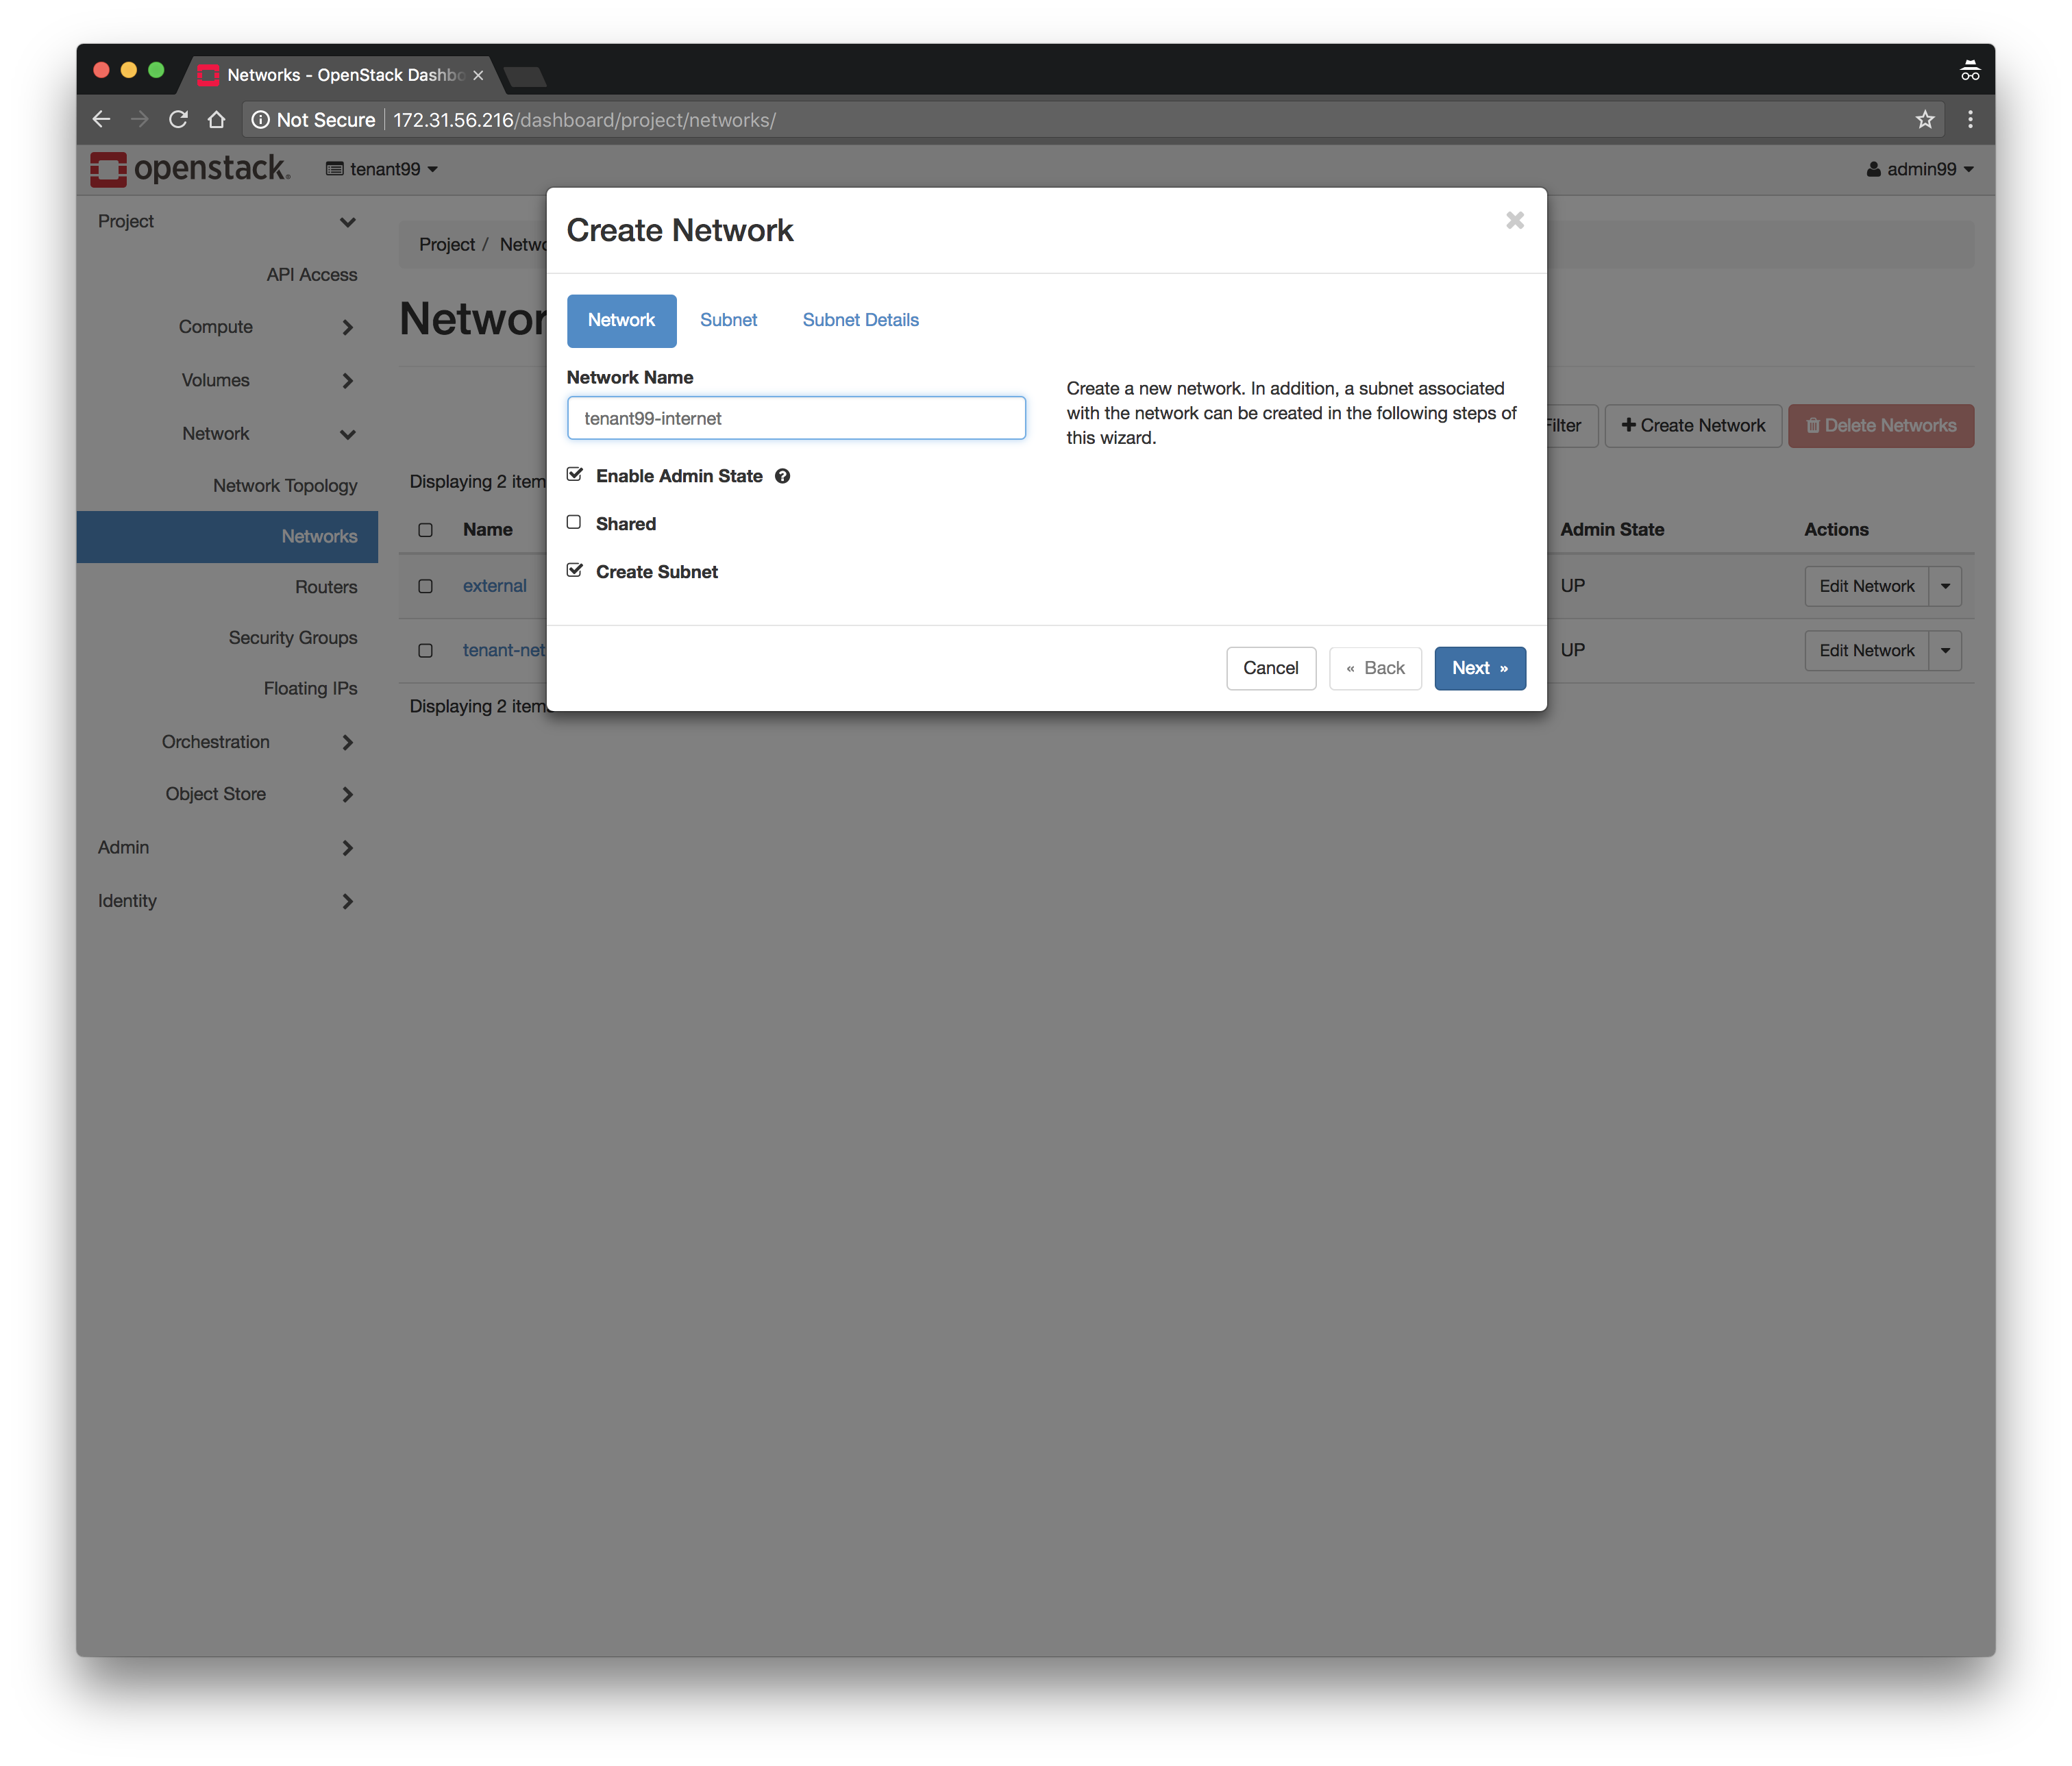 Networks - OpenStack Dashbo
Not Secure 172.31.56.216/dashboard/project/networks/
openstack. tenant99 admin99
Project
API Access
Compute
Volumes
Network
Network Topology
Networks
Routers
Security Groups
Floating IPs
Orchestration
Object Store
Admin
Identity
Project / Netwo
Networ
Filter + Create Network Delete Networks
Displaying 2 item
Name Admin State Actions
external UP Edit Network
tenant-net UP Edit Network
Displaying 2 item
Create Network
Network Subnet Subnet Details
Network Name
tenant99-internet
Enable Admin State
Shared
Create Subnet
Create a new network. In addition, a subnet associated
with the network can be created in the following steps of
this wizard.
Cancel « Back Next »